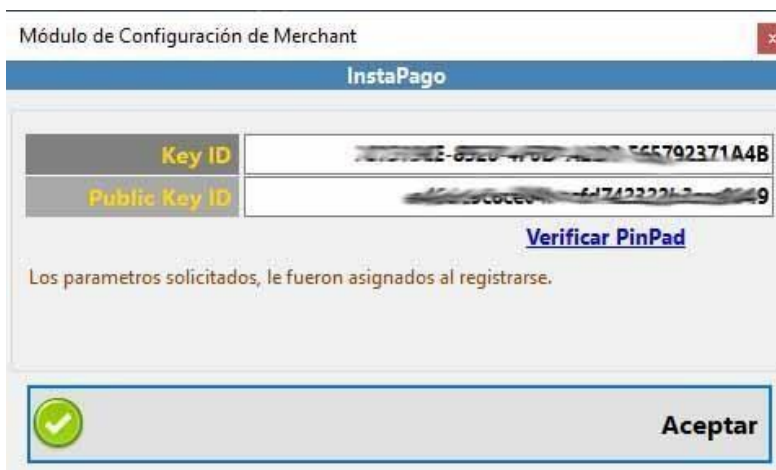 Módulo de Configuración de Merchant
InstaPago
Key ID
Public Key ID
Verificar PinPad
Los parametros solicitados, le fueron asignados al registrarse.
Aceptar